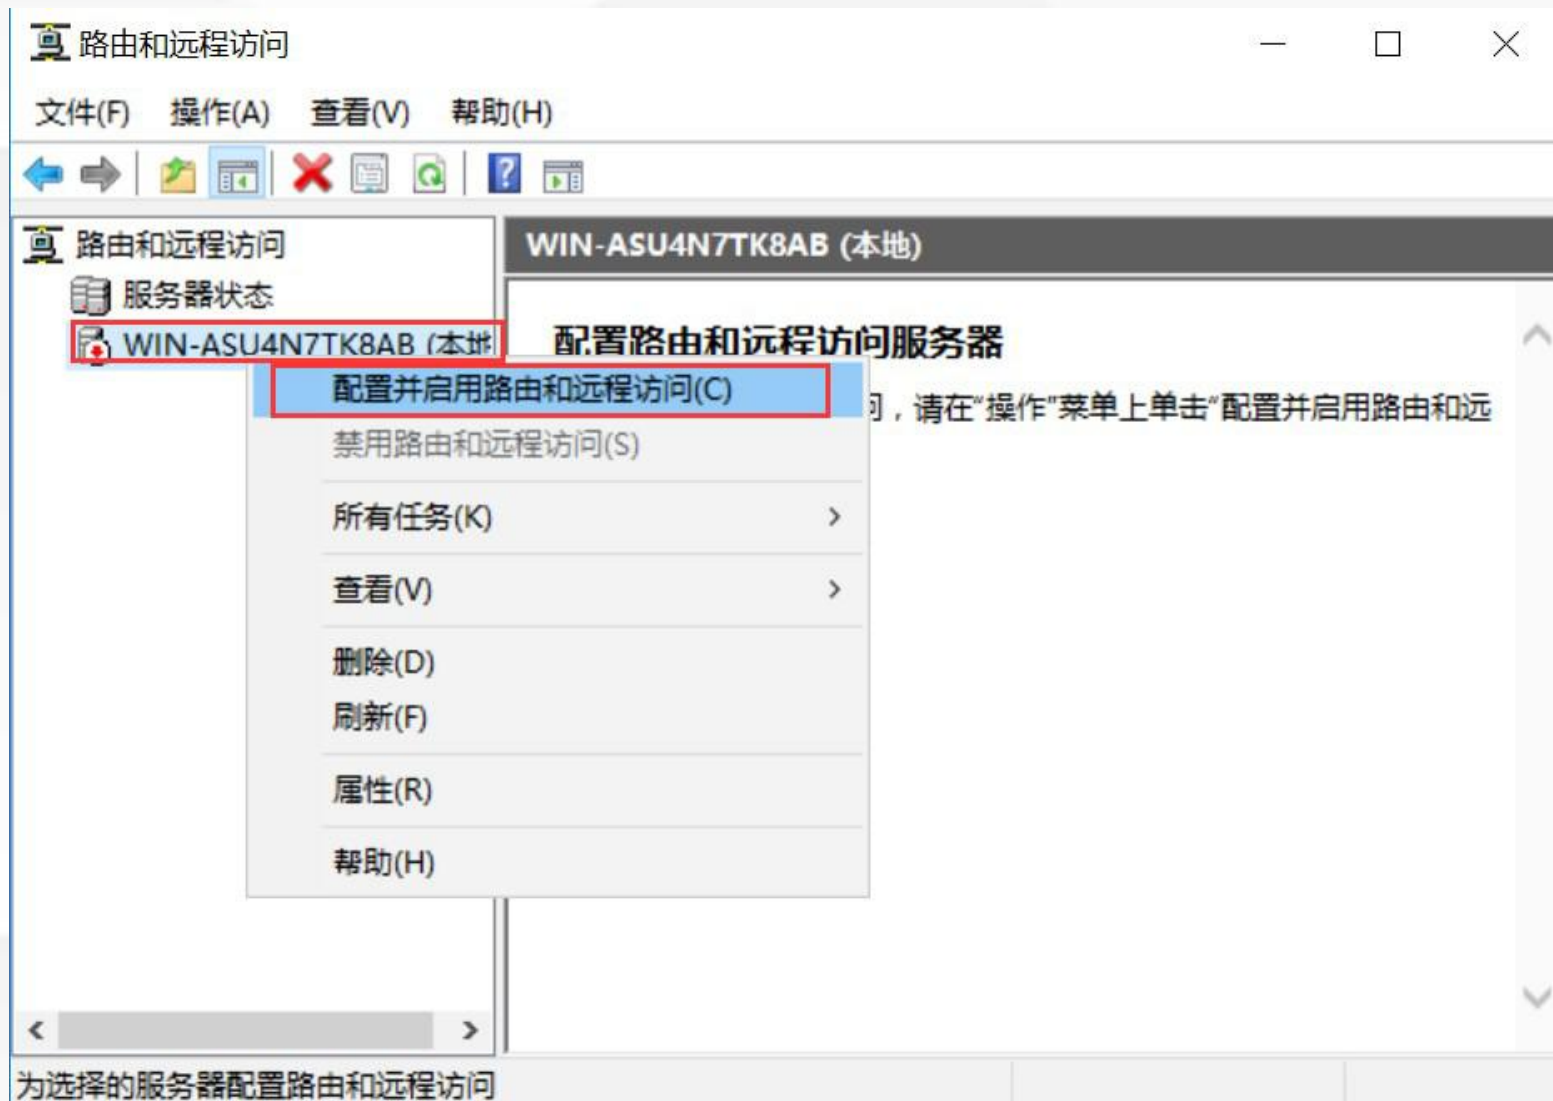 路由和远程访问
文件(F) 操作(A) 查看(V) 帮助(H)
路由和远程访问
服务器状态
WIN-ASU4N7TK8AB (本地
WIN-ASU4N7TK8AB (本地)
配置路由和远程访问服务器
，请在“操作”菜单上单击“配置并启用路由和远
配置并启用路由和远程访问(C)
禁用路由和远程访问(S)
所有任务(K)
查看(V)
删除(D)
刷新(F)
属性(R)
帮助(H)
为选择的服务器配置路由和远程访问